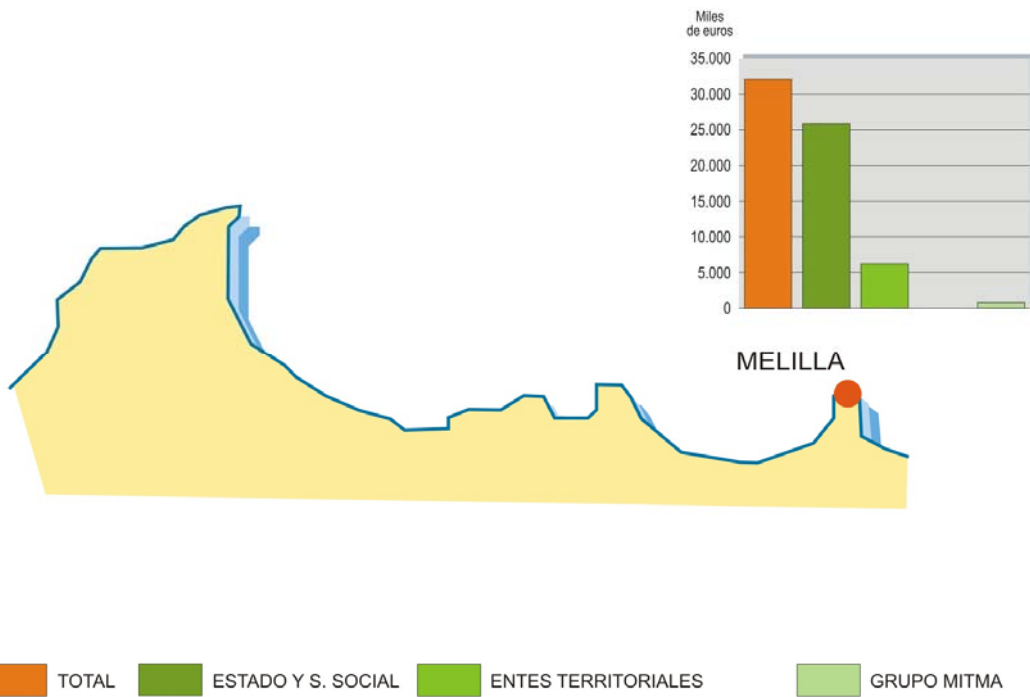 Miles
de euros
35.000
30.000
25.000
20.000
15.000
10.000
5.000
0
MELILLA
TOTAL
ESTADO Y S. SOCIAL
ENTES TERRITORIALES
GRUPO MITMA